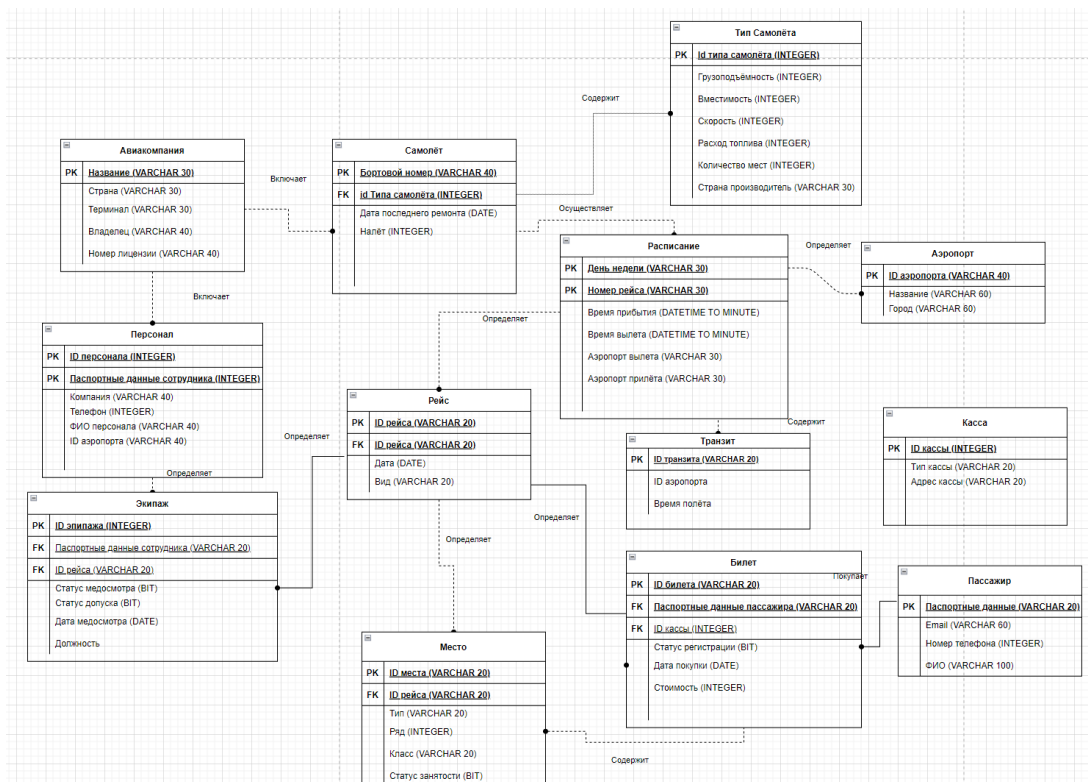 Тип Самолёта
PK Id типа самолёта (INTEGER)
Грузоподъёмность (INTEGER)
Вместимость (INTEGER)
Скорость (INTEGER)
Расход топлива (INTEGER)
Количество мест (INTEGER)
Страна производитель (VARCHAR 30)
Содержит
Авиакомпания
PK Название (VARCHAR 30)
Страна (VARCHAR 30)
Терминал (VARCHAR 30)
Владелец (VARCHAR 40)
Номер лицензии (VARCHAR 40)
Включает
Самолёт
PK Бортовой номер (VARCHAR 40)
FK id Типа самолёта (INTEGER)
Дата последнего ремонта (DATE)
Налёт (INTEGER)
Осуществляет
Расписание
PK День недели (VARCHAR 30)
PK Номер рейса (VARCHAR 30)
Время прибытия (DATETIME TO MINUTE)
Время вылета (DATETIME TO MINUTE)
Аэропорт вылета (VARCHAR 30)
Аэропорт прилёта (VARCHAR 30)
Определяет
Аэропорт
PK ID аэропорта (VARCHAR 40)
Название (VARCHAR 60)
Город (VARCHAR 60)
Включает
Персонал
PK ID персонала (INTEGER)
PK Паспортные данные сотрудника (INTEGER)
Компания (VARCHAR 40)
Телефон (INTEGER)
ФИО персонала (VARCHAR 40)
ID аэропорта (VARCHAR 40)
Определяет
Определяет
Рейс
PK ID рейса (VARCHAR 20)
FK ID рейса (VARCHAR 20)
Дата (DATE)
Вид (VARCHAR 20)
Определяет
Содержит
Транзит
PK ID транзита (VARCHAR 20)
ID аэропорта
Время полёта
Касса
PK ID кассы (INTEGER)
Тип кассы (VARCHAR 20)
Адрес кассы (VARCHAR 20)
Экипаж
PK ID эпипажа (INTEGER)
FK Паспортные данные сотрудника (VARCHAR 20)
FK ID рейса (VARCHAR 20)
Статус медосмотра (BIT)
Статус допуска (BIT)
Дата медосмотра (DATE)
Должность
Определяет
Определяет
Билет
PK ID билета (VARCHAR 20)
FK Паспортные данные пассажира (VARCHAR 20)
FK ID кассы (INTEGER)
Статус регистрации (BIT)
Дата покупки (DATE)
Стоимость (INTEGER)
Покупает
Пассажир
PK Паспортные данные (VARCHAR 20)
Email (VARCHAR 60)
Номер телефона (INTEGER)
ФИО (VARCHAR 100)
Место
PK ID места (VARCHAR 20)
FK ID рейса (VARCHAR 20)
Тип (VARCHAR 20)
Ряд (INTEGER)
Класс (VARCHAR 20)
Статус занятости (BIT)
Содержит